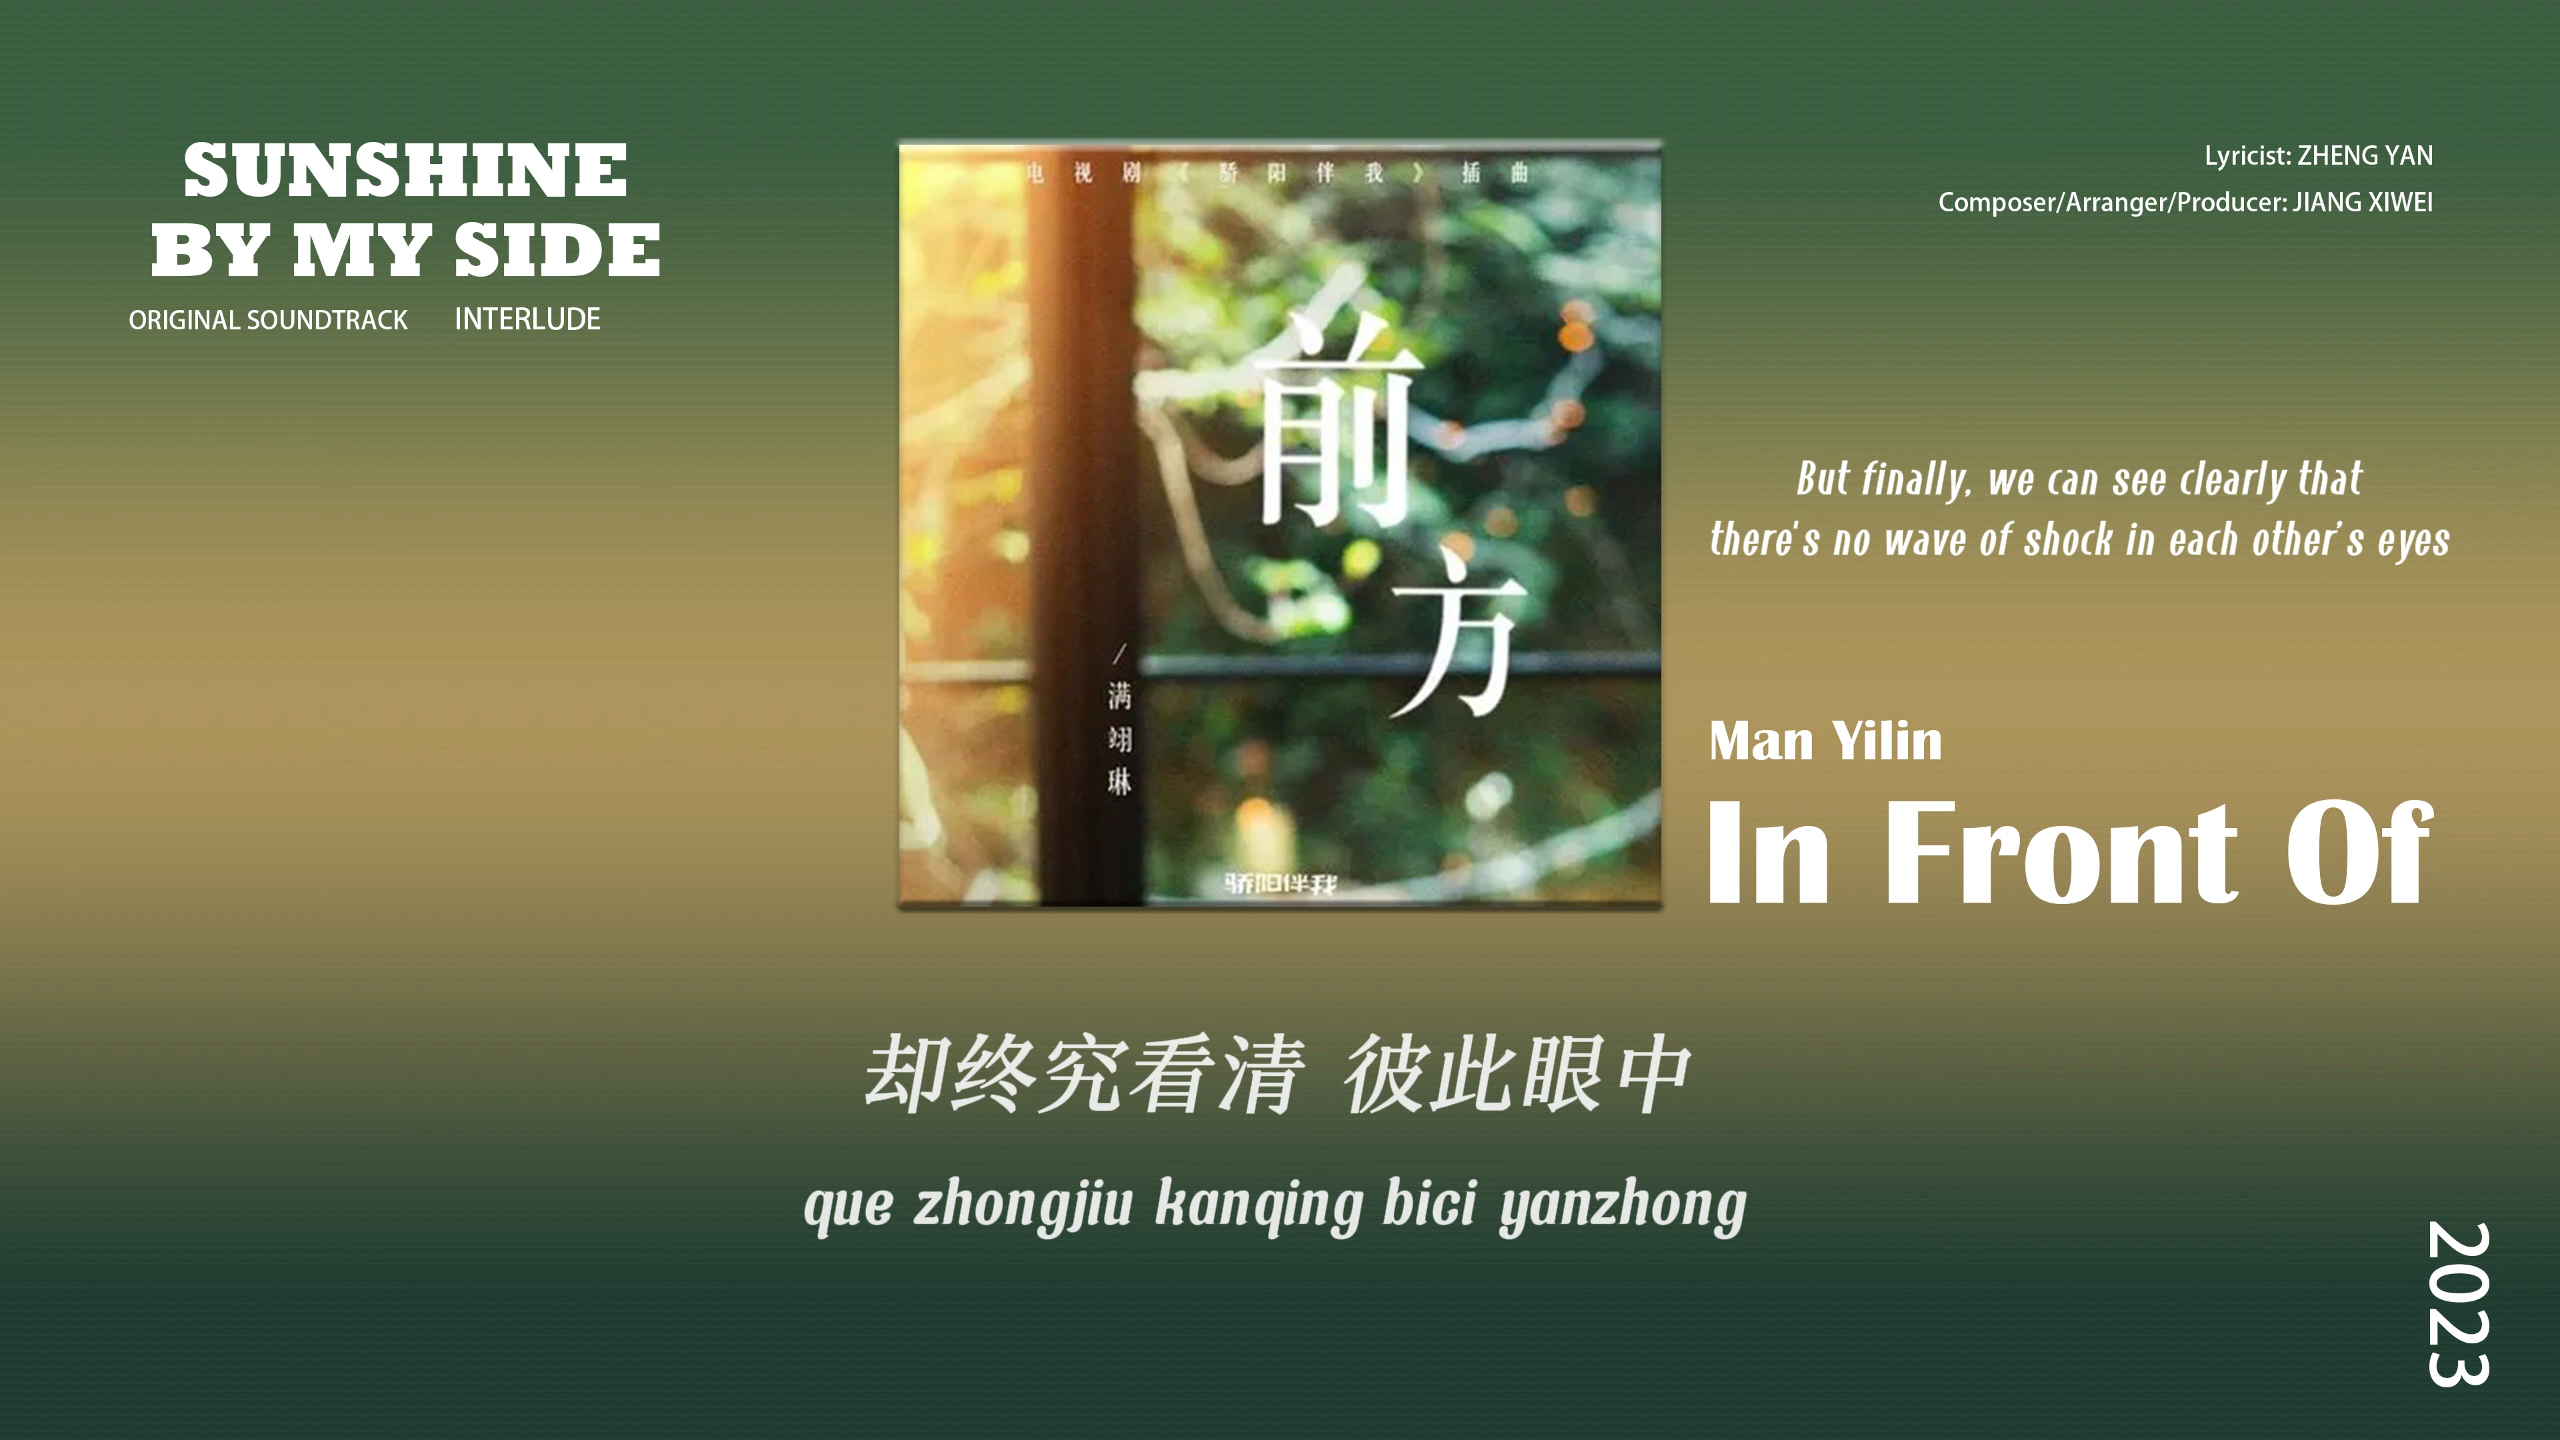 SUNSHINE
BY MY SIDE
ORIGINAL SOUNDTRACK INTERLUDE
电视剧《骄阳伴我》插曲
前方
/满翊琳
骄阳伴我
Lyricist: ZHENG YAN
Composer/Arranger/Producer: JIANG XIWEI
But finally, we can see clearly that
there's no wave of shock in each other's eyes
Man Yilin
In Front Of
却终究看清 彼此眼中
que zhongjiu kanqing bici yanzhong
2023